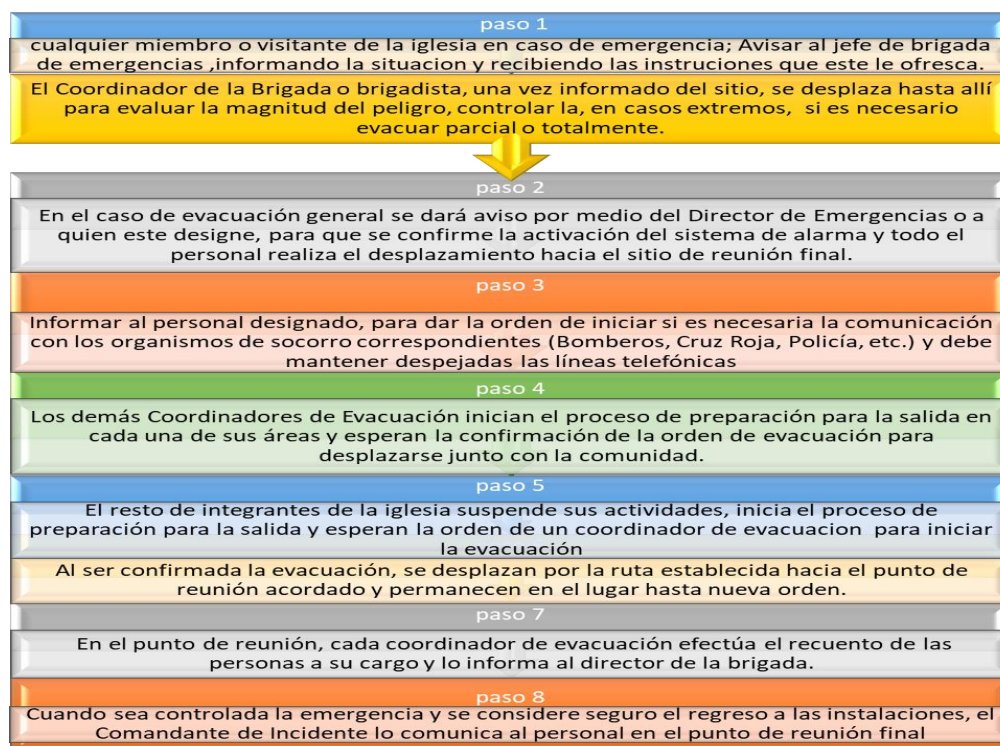 paso 1
cualquier miembro o visitante de la iglesia en caso de emergencia; Avisar al jefe de brigada
de emergencias ,informando la situacion y recibiendo las instruciones que este le ofresca.
El Coordinador de la Brigada o brigadista, una vez informado del sitio, se desplaza hasta allí
para evaluar la magnitud del peligro, controlar la, en casos extremos, si es necesario
evacuar parcial o totalmente.
paso 2
En el caso de evacuación general se dará aviso por medio del Director de Emergencias o a
quien este designe, para que se confirme la activación del sistema de alarma y todo el
personal realiza el desplazamiento hacia el sitio de reunión final.
paso 3
Informar al personal designado, para dar la orden de iniciar si es necesaria la comunicación
con los organismos de socorro correspondientes (Bomberos, Cruz Roja, Policía, etc.) y debe
mantener despejadas las líneas telefónicas
paso 4
Los demás Coordinadores de Evacuación inician el proceso de preparación para la salida en
cada una de sus áreas y esperan la confirmación de la orden de evacuación para
desplazarse junto con la comunidad.
paso 5
El resto de integrantes de la iglesia suspende sus actividades, inicia el proceso de
preparación para la salida y esperan la orden de un coordinador de evacuacion para iniciar
la evacuación
Al ser confirmada la evacuación, se desplazan por la ruta establecida hacia el punto de
reunión acordado y permanecen en el lugar hasta nueva orden.
paso 7
En el punto de reunión, cada coordinador de evacuación efectúa el recuento de las
personas a su cargo y lo informa al director de la brigada.
paso 8
Cuando sea controlada la emergencia y se considere seguro el regreso a las instalaciones, el
Comandante de Incidente lo comunica al personal en el punto de reunión final